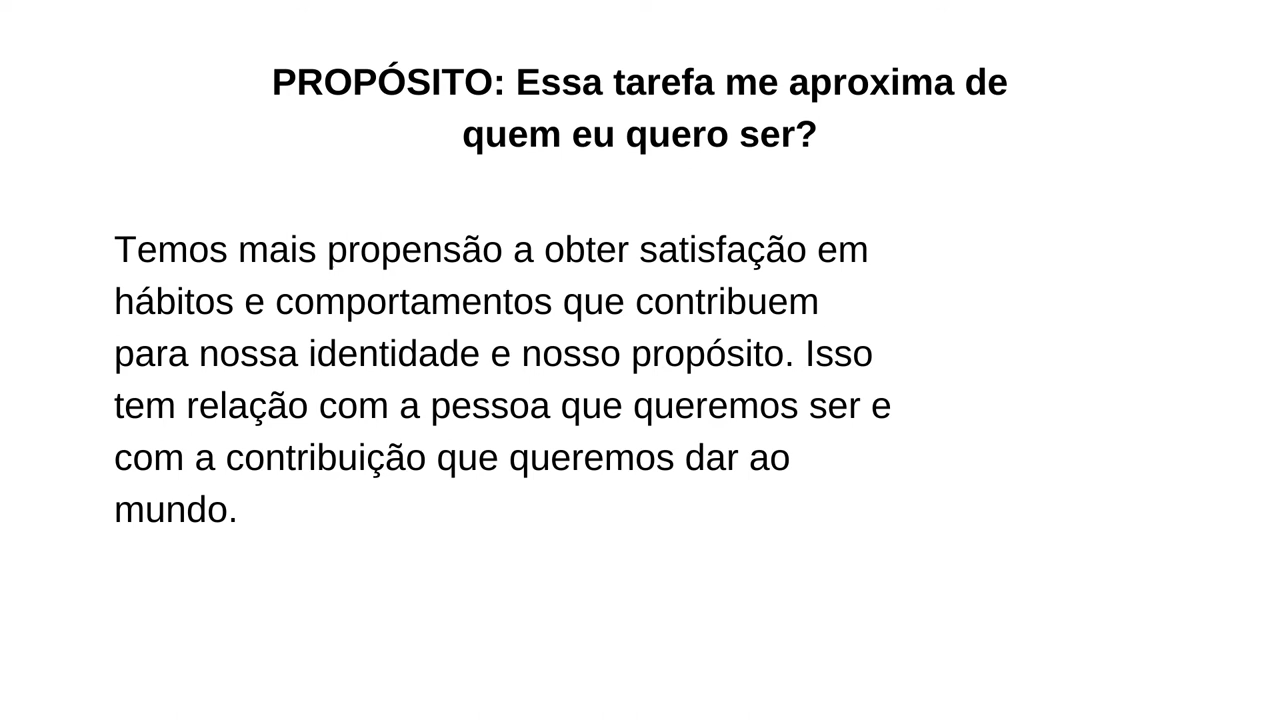 PROPÓSITO: Essa tarefa me aproxima de
quem eu quero ser?
Temos mais propensão a obter satisfação em
hábitos e comportamentos que contribuem
para nossa identidade e nosso propósito. Isso
tem relação com a pessoa que queremos ser e
com a contribuição que queremos dar ao
mundo.